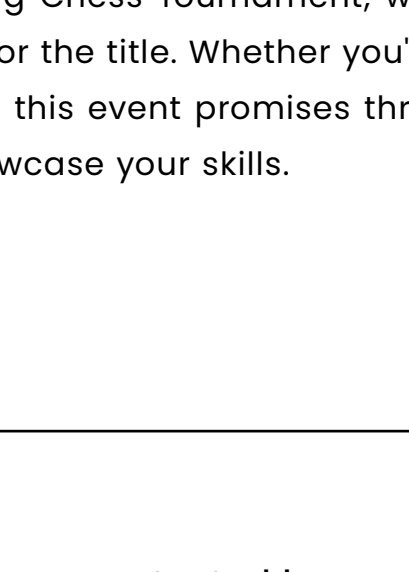 g Chess Tournament, w
or the title. Whether you'
this event promises thr
wcase your skills.